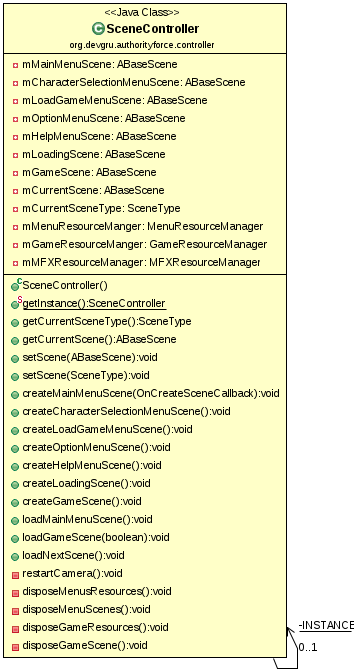 <<Java Class>>
C SceneController
org.devgru.authorityforce.controller
mMainMenuScene: ABaseScene
mCharacterSelectionMenuScene: ABaseScene
mLoadGameMenuScene: ABaseScene
mOptionMenuScene: ABaseScene
mHelpMenuScene: ABaseScene
mLoadingScene: ABaseScene
mGameScene: ABaseScene
mCurrentScene: ABaseScene
mCurrentSceneType: SceneType
mMenuResourceManger: MenuResourceManager
mGameResourceManger: GameResourceManager
mMFXResourceManager: MFXResourceManager
C SceneController()
S getInstance():SceneController
getCurrentSceneType():SceneType
getCurrentScene():ABaseScene
setScene(ABaseScene):void
setScene(SceneType):void
createMainMenuScene(OnCreateSceneCallback):void
createCharacterSelectionMenuScene():void
createLoadGameMenuScene():void
createOptionMenuScene():void
createHelpMenuScene():void
createLoadingScene():void
createGameScene():void
loadMainMenuScene():void
loadGameScene(boolean):void
loadNextScene():void
restartCamera():void
disposeMenusResources():void
disposeMenuScenes():void
disposeGameResources():void
disposeGameScene():void
-INSTANCE
0..1